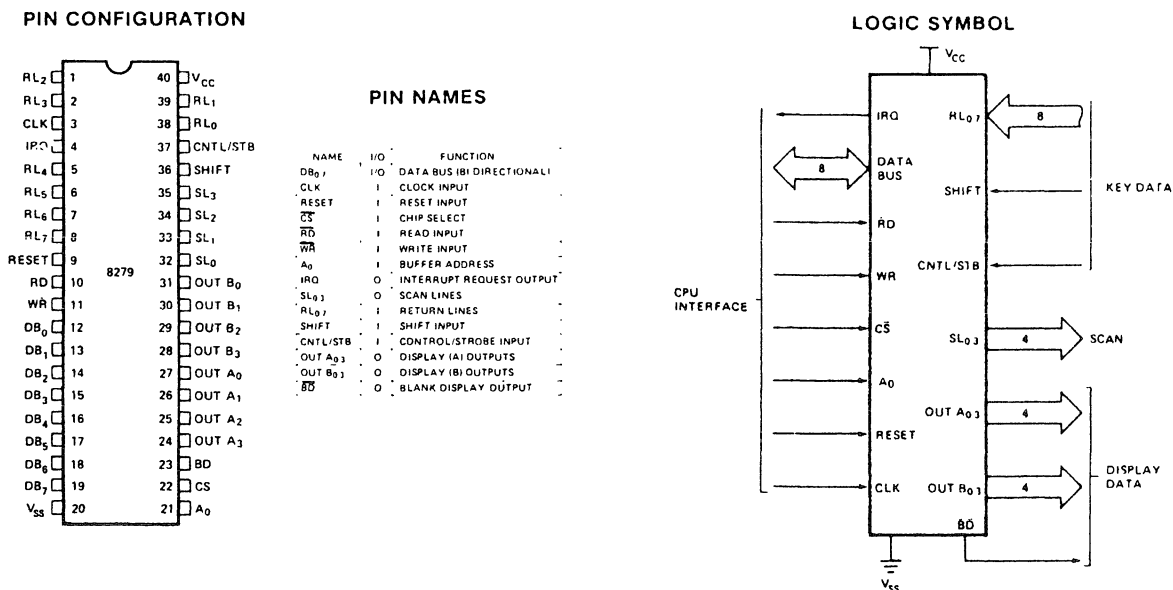 PIN CONFIGURATION
RL₂ 1 40 V_CC
RL₃ 2 39 RL₁
CLK 3 38 RL₀
IRQ 4 37 CNTL/STB
RL₄ 5 36 SHIFT
RL₅ 6 35 SL₃
RL₆ 7 34 SL₂
RL₇ 8 33 SL₁
RESET 9 32 SL₀
8279
RD 10 31 OUT B₀
WR 11 30 OUT B₁
DB₀ 12 29 OUT B₂
DB₁ 13 28 OUT B₃
DB₂ 14 27 OUT A₀
DB₃ 15 26 OUT A₁
DB₄ 16 25 OUT A₂
DB₅ 17 24 OUT A₃
DB₆ 18 23 BD
DB₇ 19 22 CS
V_SS 20 21 A₀
PIN NAMES
NAME I/O FUNCTION
DB₀ ₇ I/O DATA BUS (BI DIRECTIONAL)
CLK I CLOCK INPUT
RESET I RESET INPUT
C̅S̅ I CHIP SELECT
R̅D̅ I READ INPUT
W̅R̅ I WRITE INPUT
A₀ I BUFFER ADDRESS
IRQ O INTERRUPT REQUEST OUTPUT
SL₀ ₃ O SCAN LINES
RL₀ ₇ I RETURN LINES
SHIFT I SHIFT INPUT
CNTL/STB I CONTROL/STROBE INPUT
OUT A₀ ₃ O DISPLAY (A) OUTPUTS
OUT B₀ ₃ O DISPLAY (B) OUTPUTS
B̅D̅ O BLANK DISPLAY OUTPUT
LOGIC SYMBOL
V_CC
CPU INTERFACE
IRQ
8 DATA BUS
RD
WR
CS̅
A₀
RESET
CLK
RL₀ ₇ 8
SHIFT
CNTL/STB
KEY DATA
SL₀ ₃ 4 SCAN
OUT A₀ ₃ 4
OUT B₀ ₃ 4
DISPLAY DATA
BD
V_SS